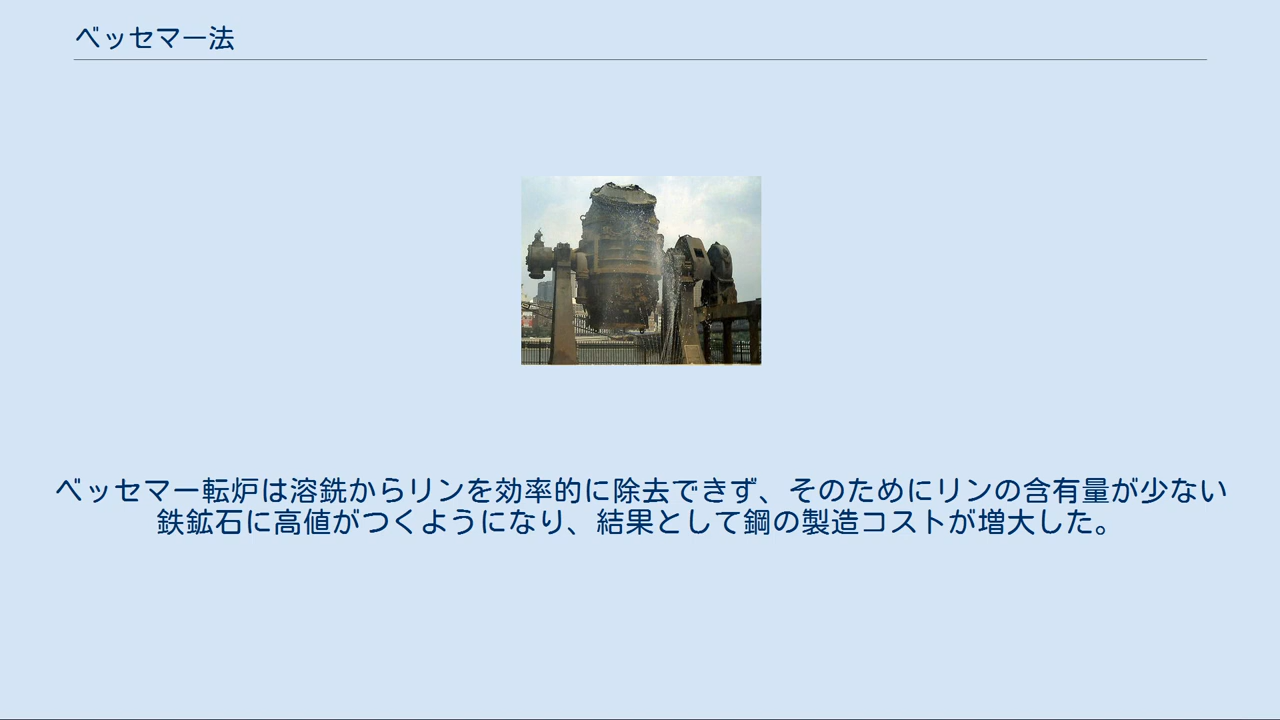 ベッセマー法
ベッセマー転炉は溶銑からリンを効率的に除去できず、そのためにリンの含有量が少ない
鉄鉱石に高値がつくようになり、結果として鋼の製造コストが増大した。